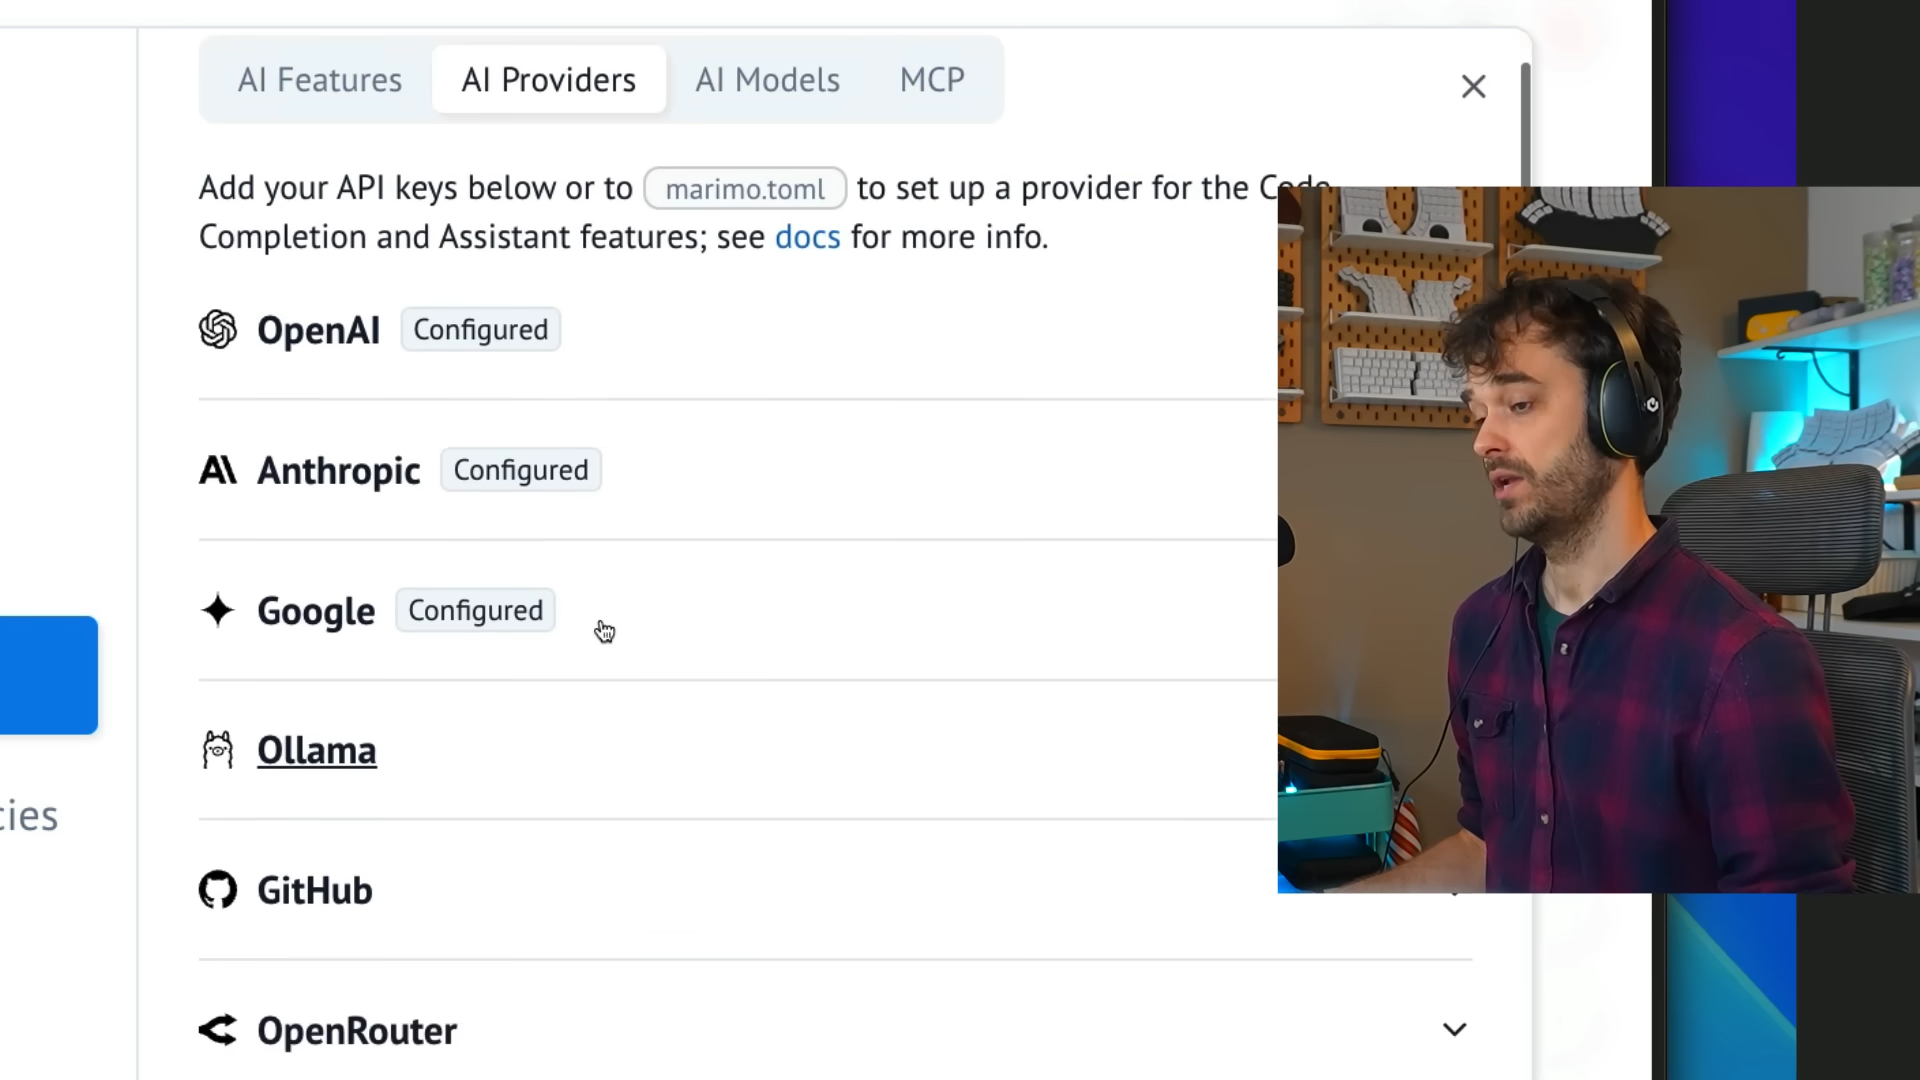 AI Features AI Providers AI Models MCP
Add your API keys below or to marimo.toml to set up a provider for the Code
Completion and Assistant features; see docs for more info.
OpenAI Configured
Anthropic Configured
Google Configured
Ollama
cies
GitHub
OpenRouter